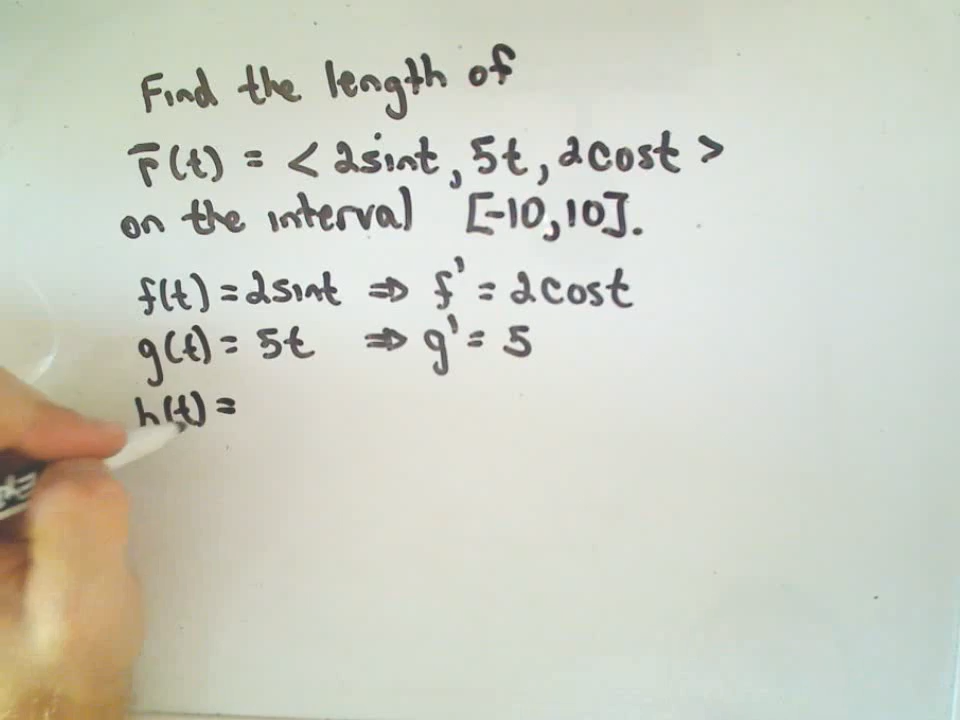 Find the length of
r̄(t) = < 2sint, 5t, 2cost >
on the interval [-10, 10].
f(t) = 2sint ⇒ f' = 2cost
g(t) = 5t ⇒ g' = 5
h(t) =